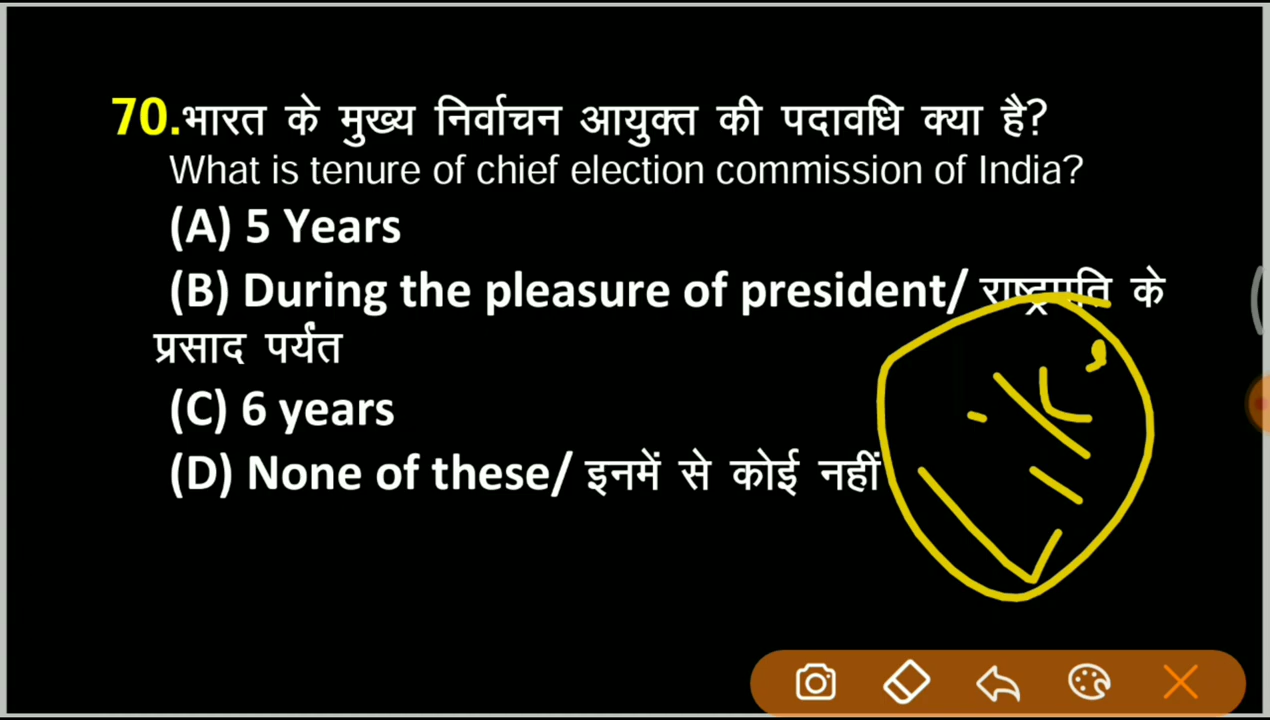 70.भारत के मुख्य निर्वाचन आयुक्त की पदावधि क्या है?
What is tenure of chief election commission of India?
(A) 5 Years
(B) During the pleasure of president/ राष्ट्रपति के
प्रसाद पर्यंत
(C) 6 years
(D) None of these/ इनमें से कोई नहीं